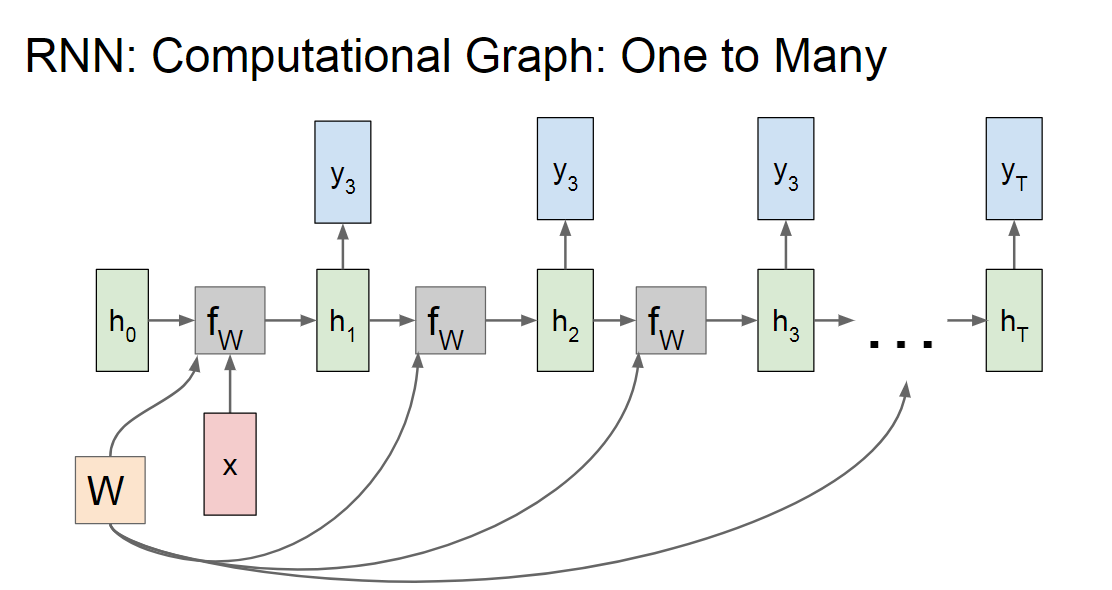 RNN: Computational Graph: One to Many
y3 y3 y3 yT
h0 fW h1 fW h2 fW h3 ... hT
x
W